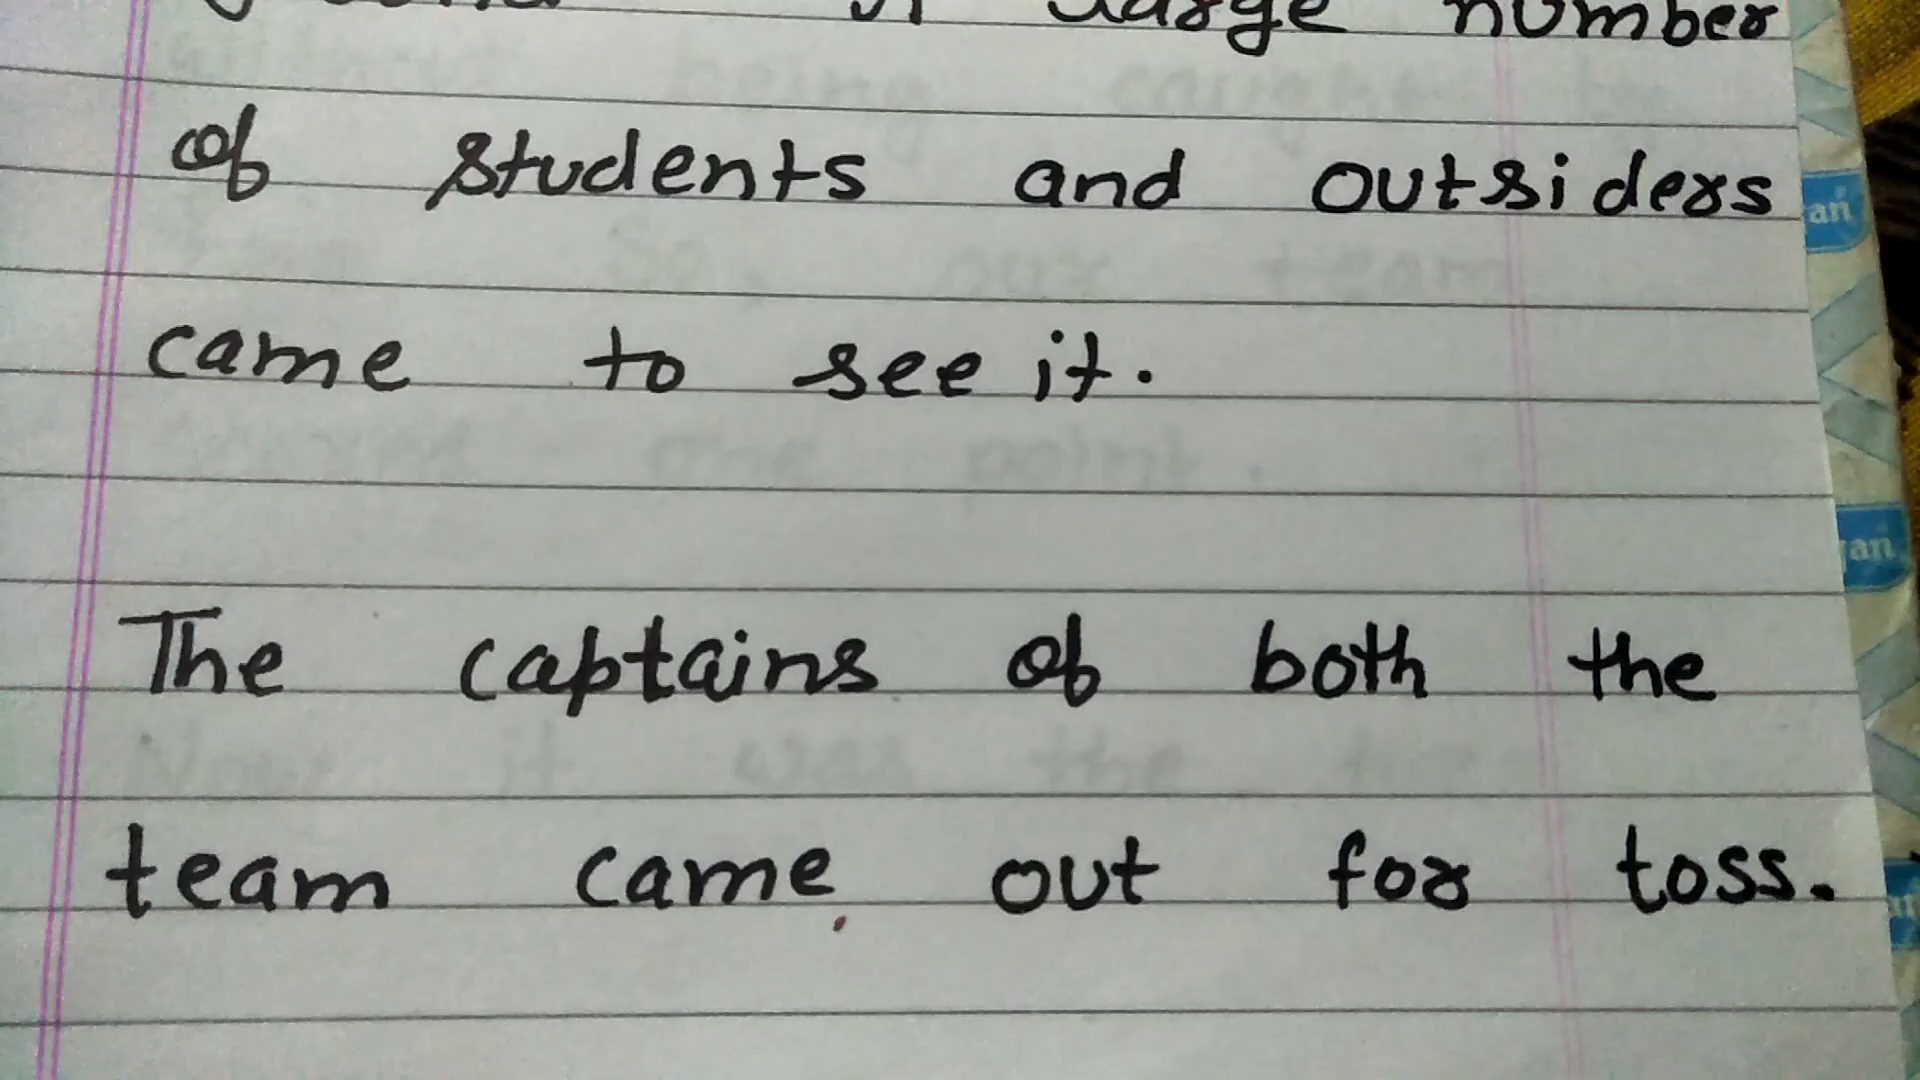 large number
of students and outsiders
came to see it.
The captains of both the
team came out for toss.